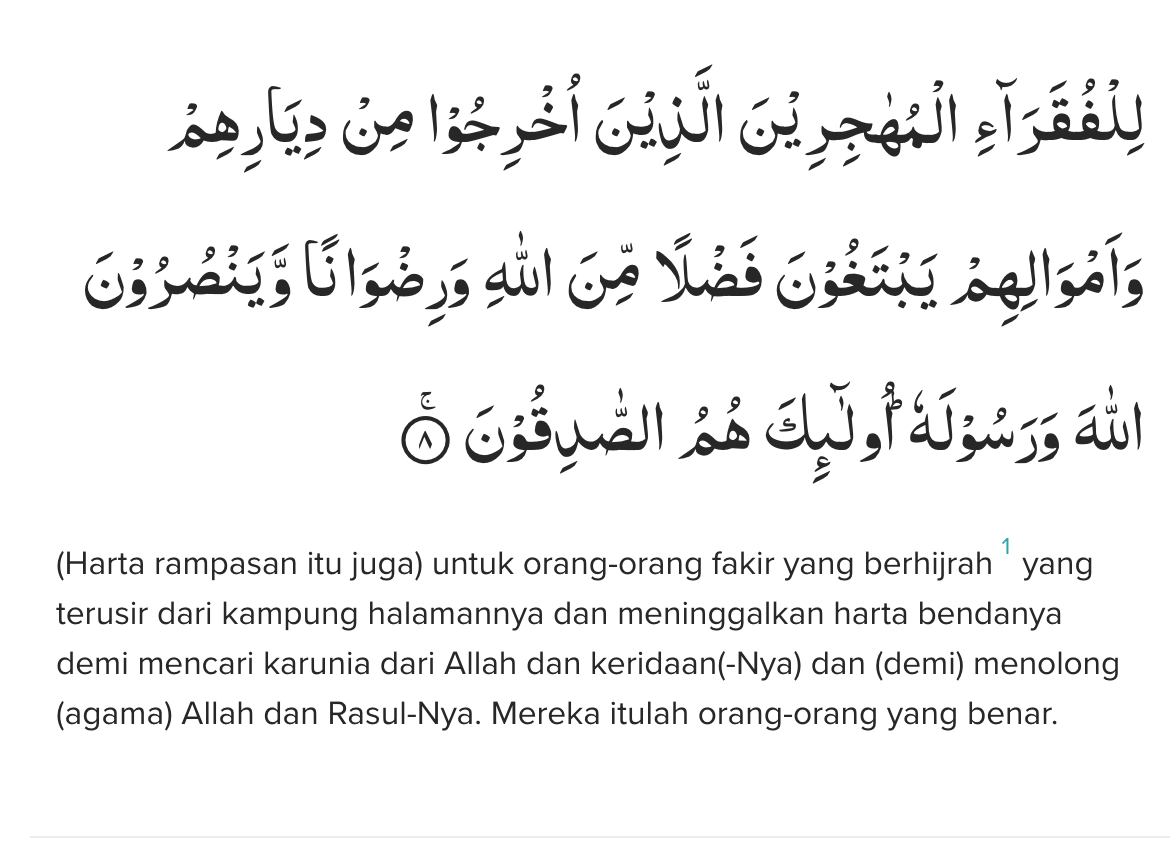 لِلْفُقَرَاۤءِ الْمُهٰجِرِيْنَ الَّذِيْنَ اُخْرِجُوْا مِنْ دِيَارِهِمْ
وَاَمْوَالِهِمْ يَبْتَغُوْنَ فَضْلًا مِّنَ اللّٰهِ وَرِضْوَانًا وَّيَنْصُرُوْنَ
اللّٰهَ وَرَسُوْلَهٗ ۗ اُولٰۤىِٕكَ هُمُ الصّٰدِقُوْنَ ۚ ٨
(Harta rampasan itu juga) untuk orang-orang fakir yang berhijrah 1 yang
terusir dari kampung halamannya dan meninggalkan harta bendanya
demi mencari karunia dari Allah dan keridaan(-Nya) dan (demi) menolong
(agama) Allah dan Rasul-Nya. Mereka itulah orang-orang yang benar.